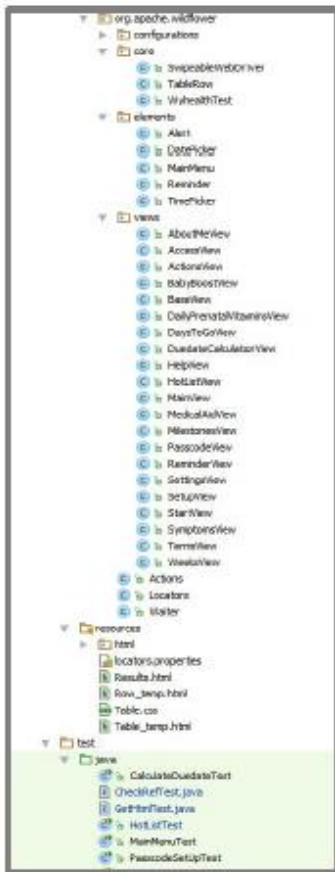 org.apache.wildflower
configurations
core
SwipeableWebDriver
TableRow
WyhealthTest
elements
Alert
DatePicker
MainMenu
Reminder
TimePicker
views
AboutMeView
AccessView
ActionsView
BabyBoostView
BaseView
DailyPrenatalVitaminsView
DaysToGoView
DuedateCalculatorView
HelpView
HotListView
MainView
MedicalAidView
MilestonesView
PasscodeView
ReminderView
SettingsView
SetupView
StartView
SymptomsView
TermsView
WeeksView
Actions
Locators
Waiter
resources
html
locators.properties
Results.html
Row_temp.html
Table.css
Table_temp.html
test
java
CalculateDuedateTest
CheckRefTest.java
GetHtmlTest.java
HotListTest
MainMenuTest
PasscodeSetUpTest